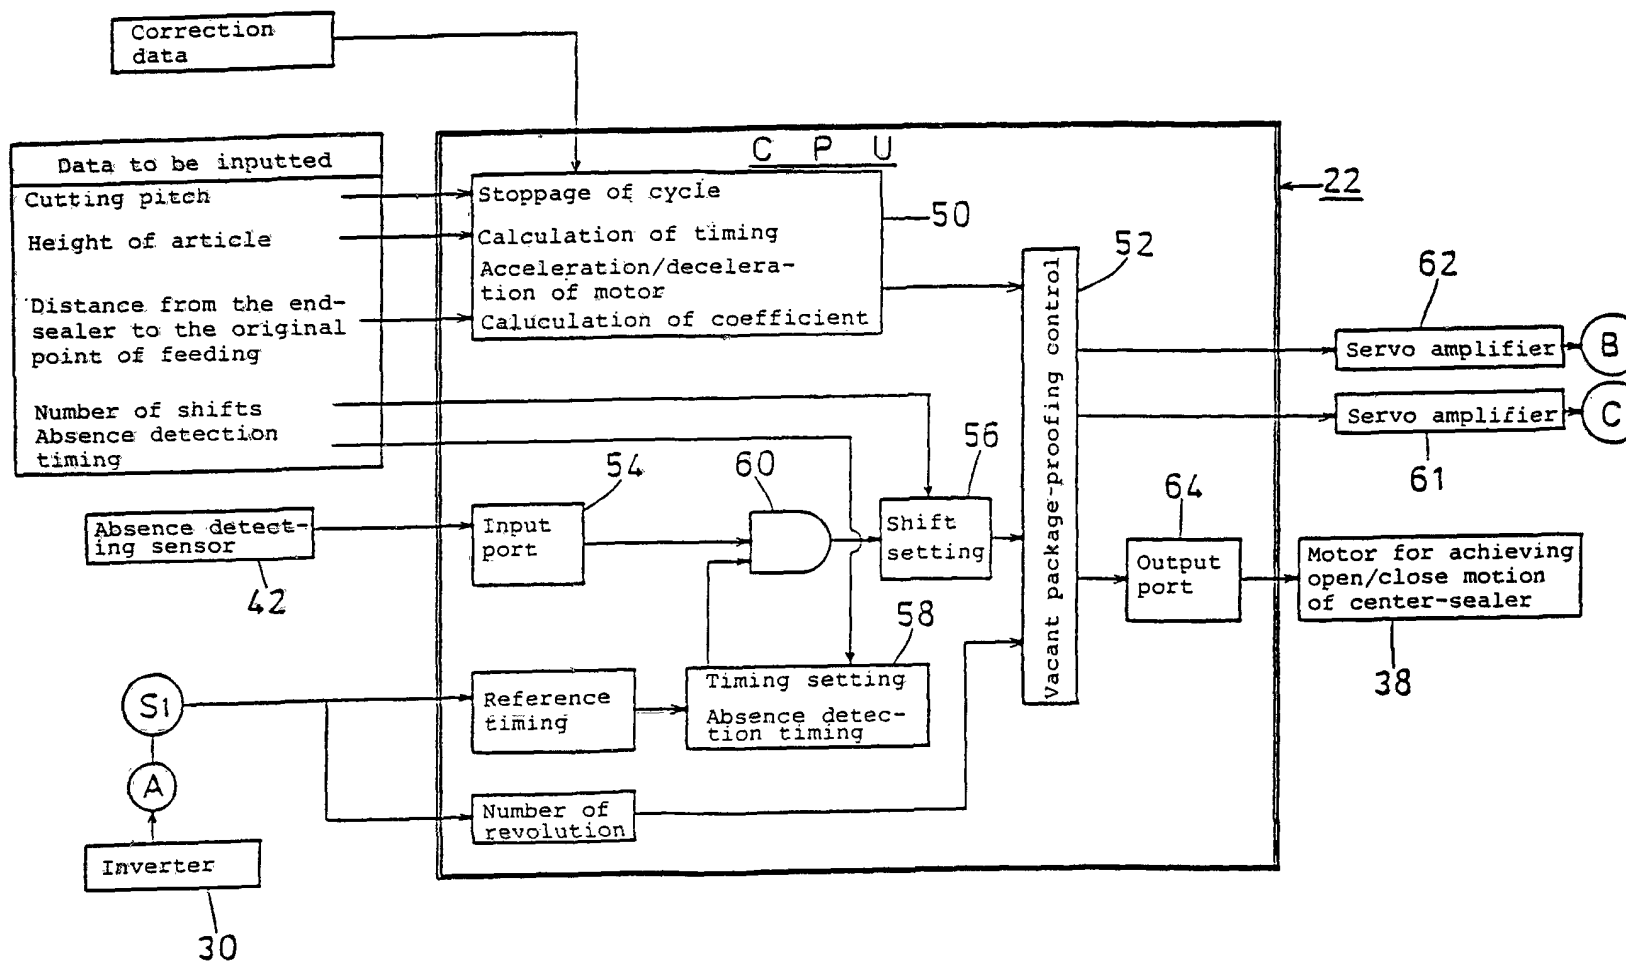 Correction
data
Data to be inputted
Cutting pitch
Height of article
Distance from the end-
sealer to the original
point of feeding
Number of shifts
Absence detection
timing
C P U
Stoppage of cycle
Calculation of timing
Acceleration/decelera-
tion of motor
Caluculation of coefficient
50
22
52
Vacant package-proofing control
62
Servo amplifier
B
Servo amplifier
C
61
Absence detect-
ing sensor
42
54
Input
port
60
56
Shift
setting
64
Output
port
Motor for achieving
open/close motion
of center-sealer
38
58
Timing setting
Absence detec-
tion timing
Reference
timing
S1
A
Number of
revolution
Inverter
30